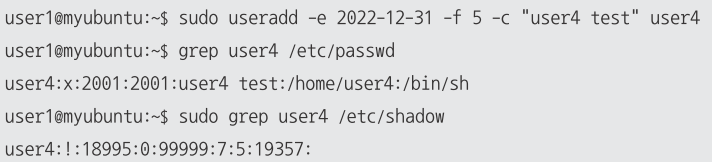 user1@myubuntu:~$ sudo useradd -e 2022-12-31 -f 5 -c "user4 test" user4
user1@myubuntu:~$ grep user4 /etc/passwd
user4:x:2001:2001:user4 test:/home/user4:/bin/sh
user1@myubuntu:~$ sudo grep user4 /etc/shadow
user4:!:18995:0:99999:7:5:19357: